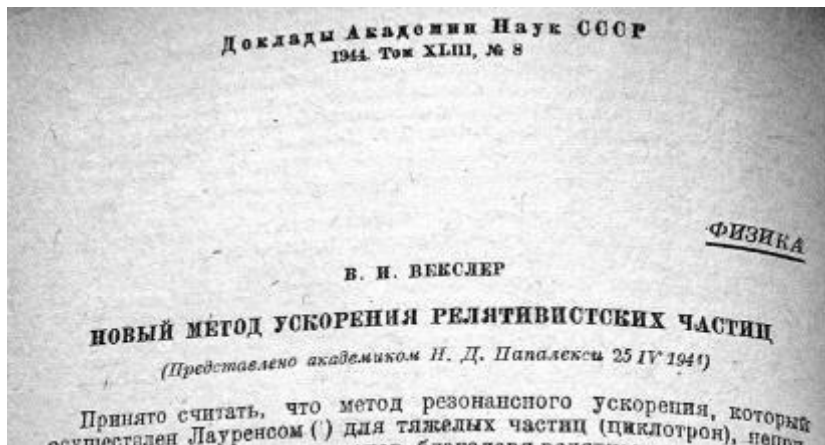 Доклады Академии Наук СССР
1944. Том XLIII, № 8
ФИЗИКА
В. И. ВЕКСЛЕР
НОВЫЙ МЕТОД УСКОРЕНИЯ РЕЛЯТИВИСТСКИХ ЧАСТИЦ
(Представлено академиком Н. Д. Папалекси 25 IV 1944)
Принято считать, что метод резонансного ускорения, который
осуществлен Лауренсом (¹) для тяжелых частиц (циклотрон),